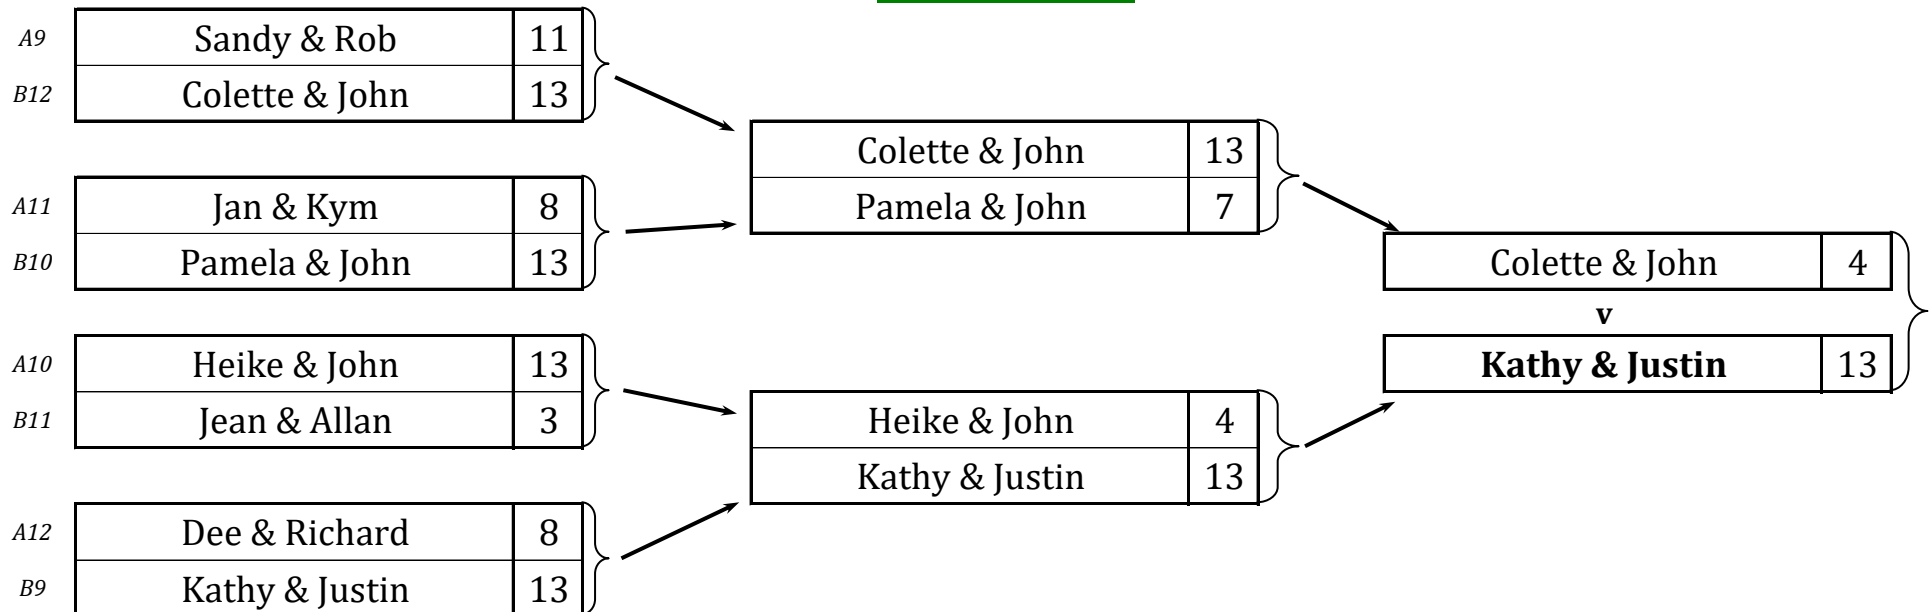 A9 Sandy & Rob 11
B12 Colette & John 13
A11 Jan & Kym 8
B10 Pamela & John 13
A10 Heike & John 13
B11 Jean & Allan 3
A12 Dee & Richard 8
B9 Kathy & Justin 13
Colette & John 13
Pamela & John 7
Heike & John 4
Kathy & Justin 13
Colette & John 4
v
Kathy & Justin 13